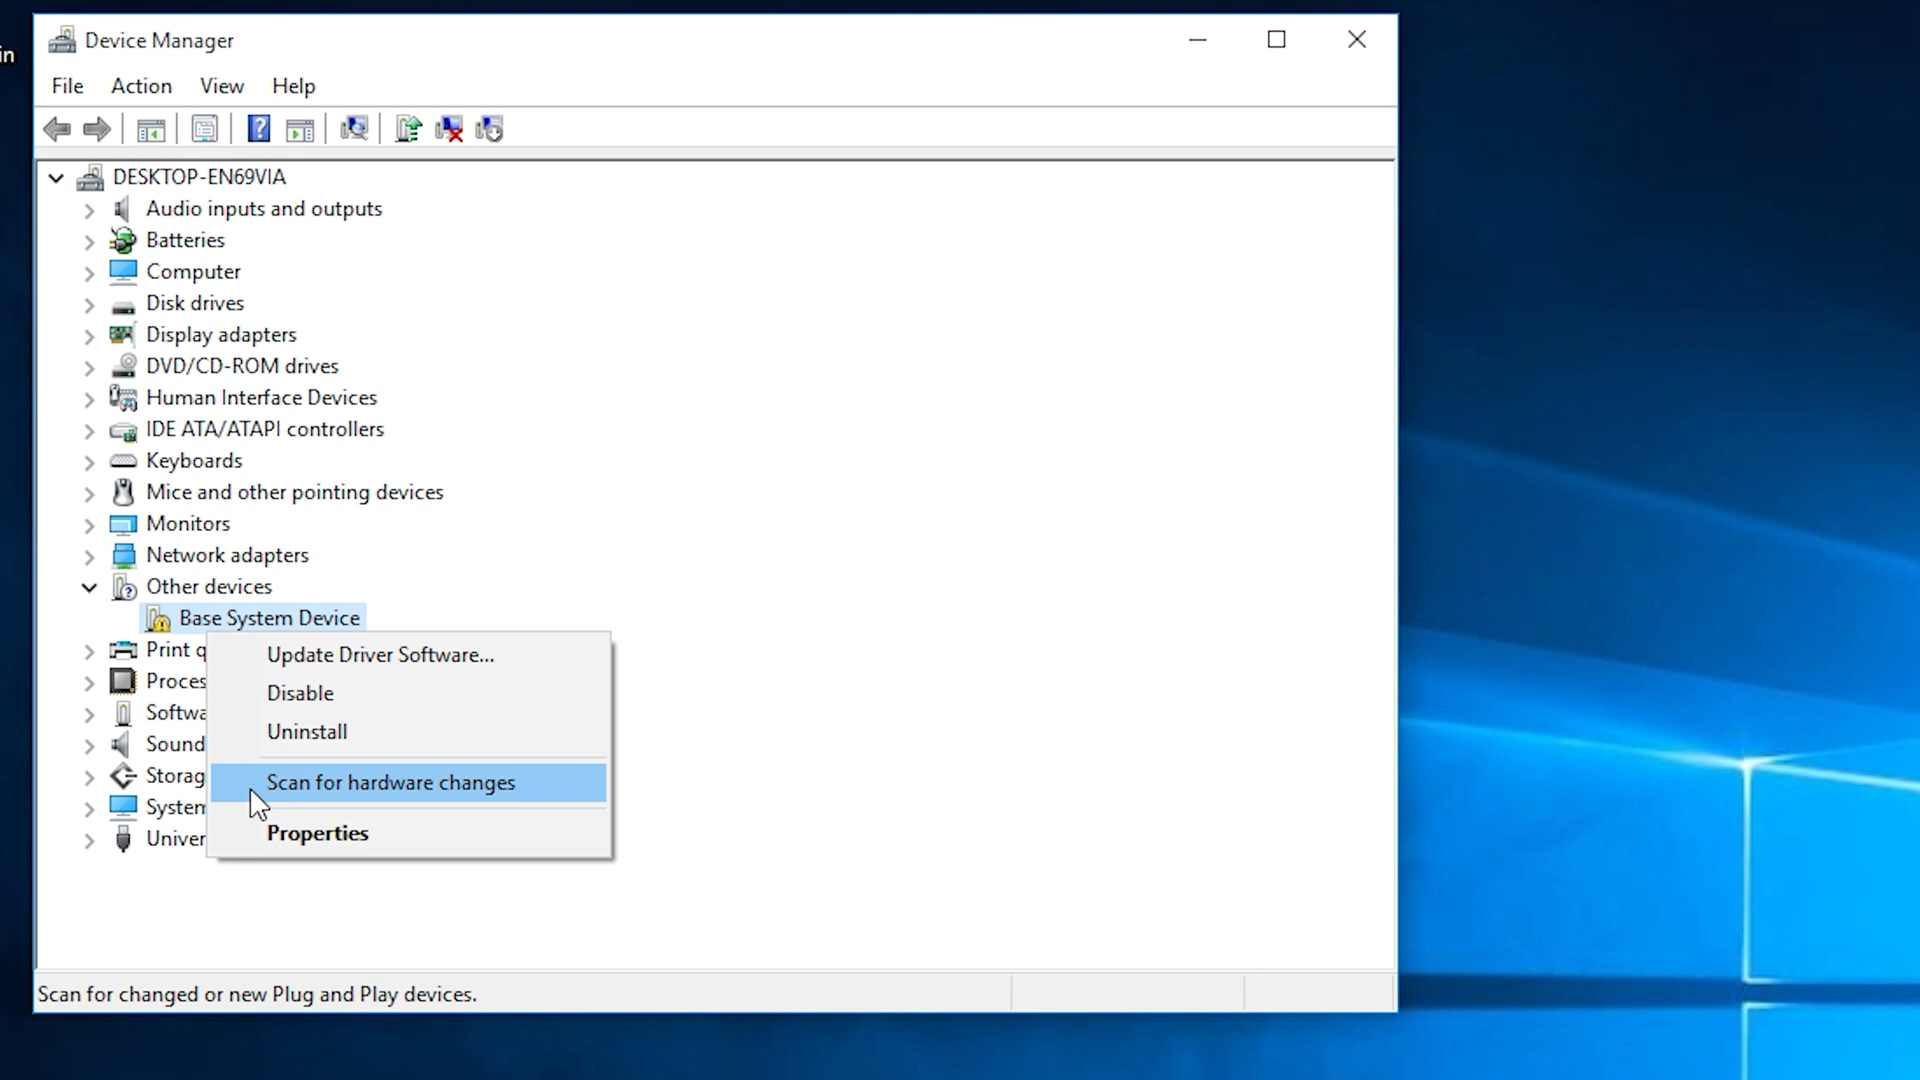 in
Device Manager
File Action View Help
DESKTOP-EN69VIA
Audio inputs and outputs
Batteries
Computer
Disk drives
Display adapters
DVD/CD-ROM drives
Human Interface Devices
IDE ATA/ATAPI controllers
Keyboards
Mice and other pointing devices
Monitors
Network adapters
Other devices
Base System Device
Print q
Proces
Softwa
Sound
Storag
System
Univer
Update Driver Software...
Disable
Uninstall
Scan for hardware changes
Properties
Scan for changed or new Plug and Play devices.